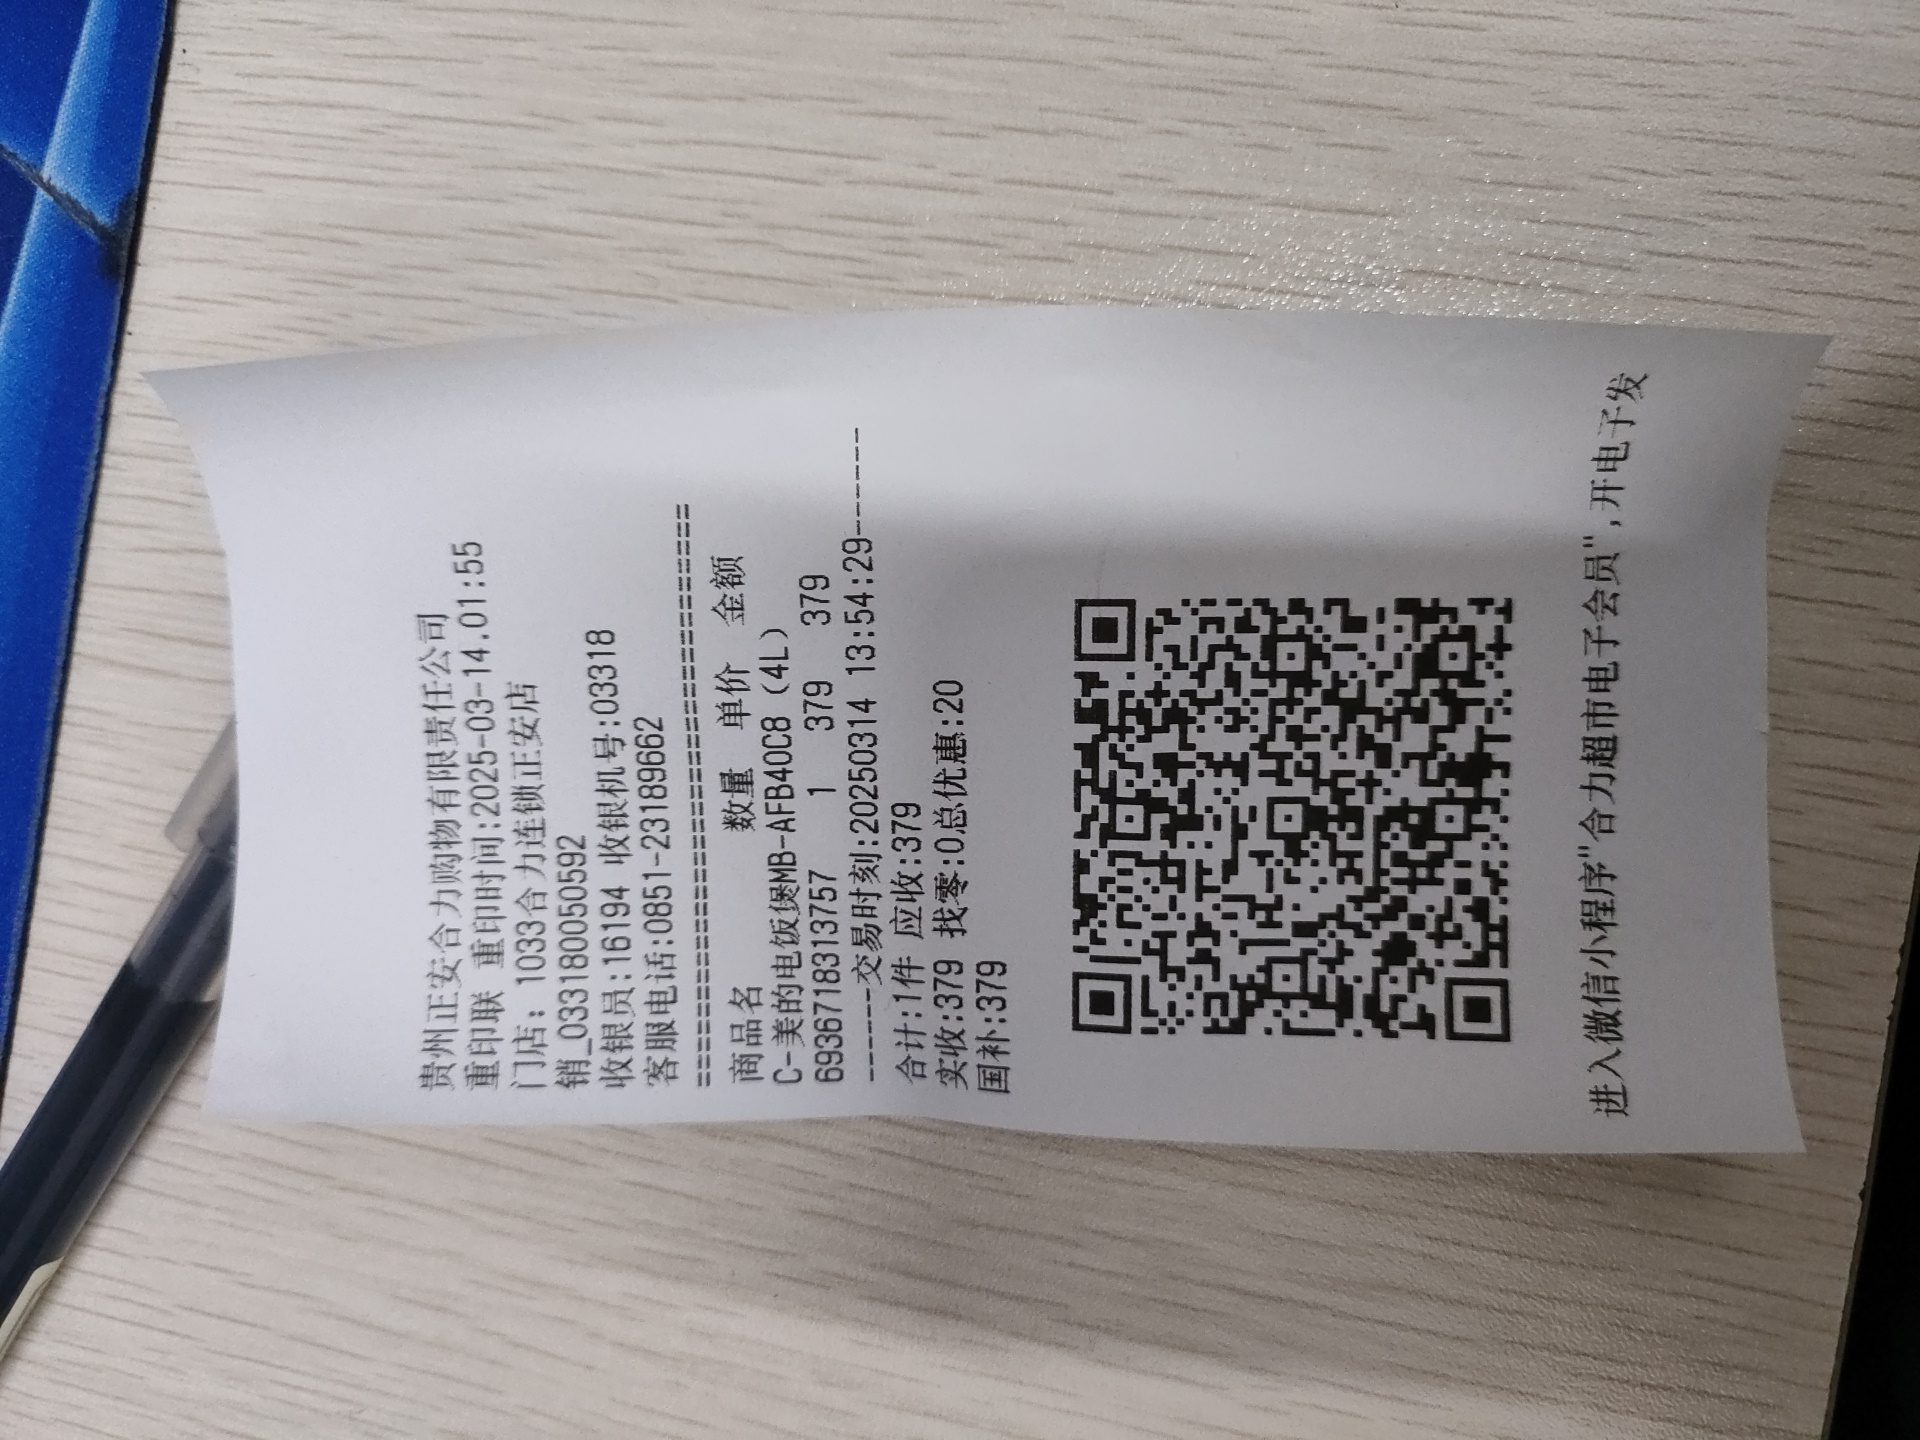 贵州正安合力购物有限责任公司
重印联 重印时间:2025-03-14.01:55
门店: 1033合力连锁正安店
销_03318005059​2
收银员:16194 收银机号:03318
客服电话:0851-23189662
========================================
商品名 数量 单价 金额
C-美的电饭煲MB-AFB40C8 (4L)
6936718313757 1 379 379
------交易时刻:20250314 13:54:29------
合计:1件 应收:379
实收:379 找零:0总优惠:20
国补:379
进入微信小程序"合力超市电子会员",开电子发